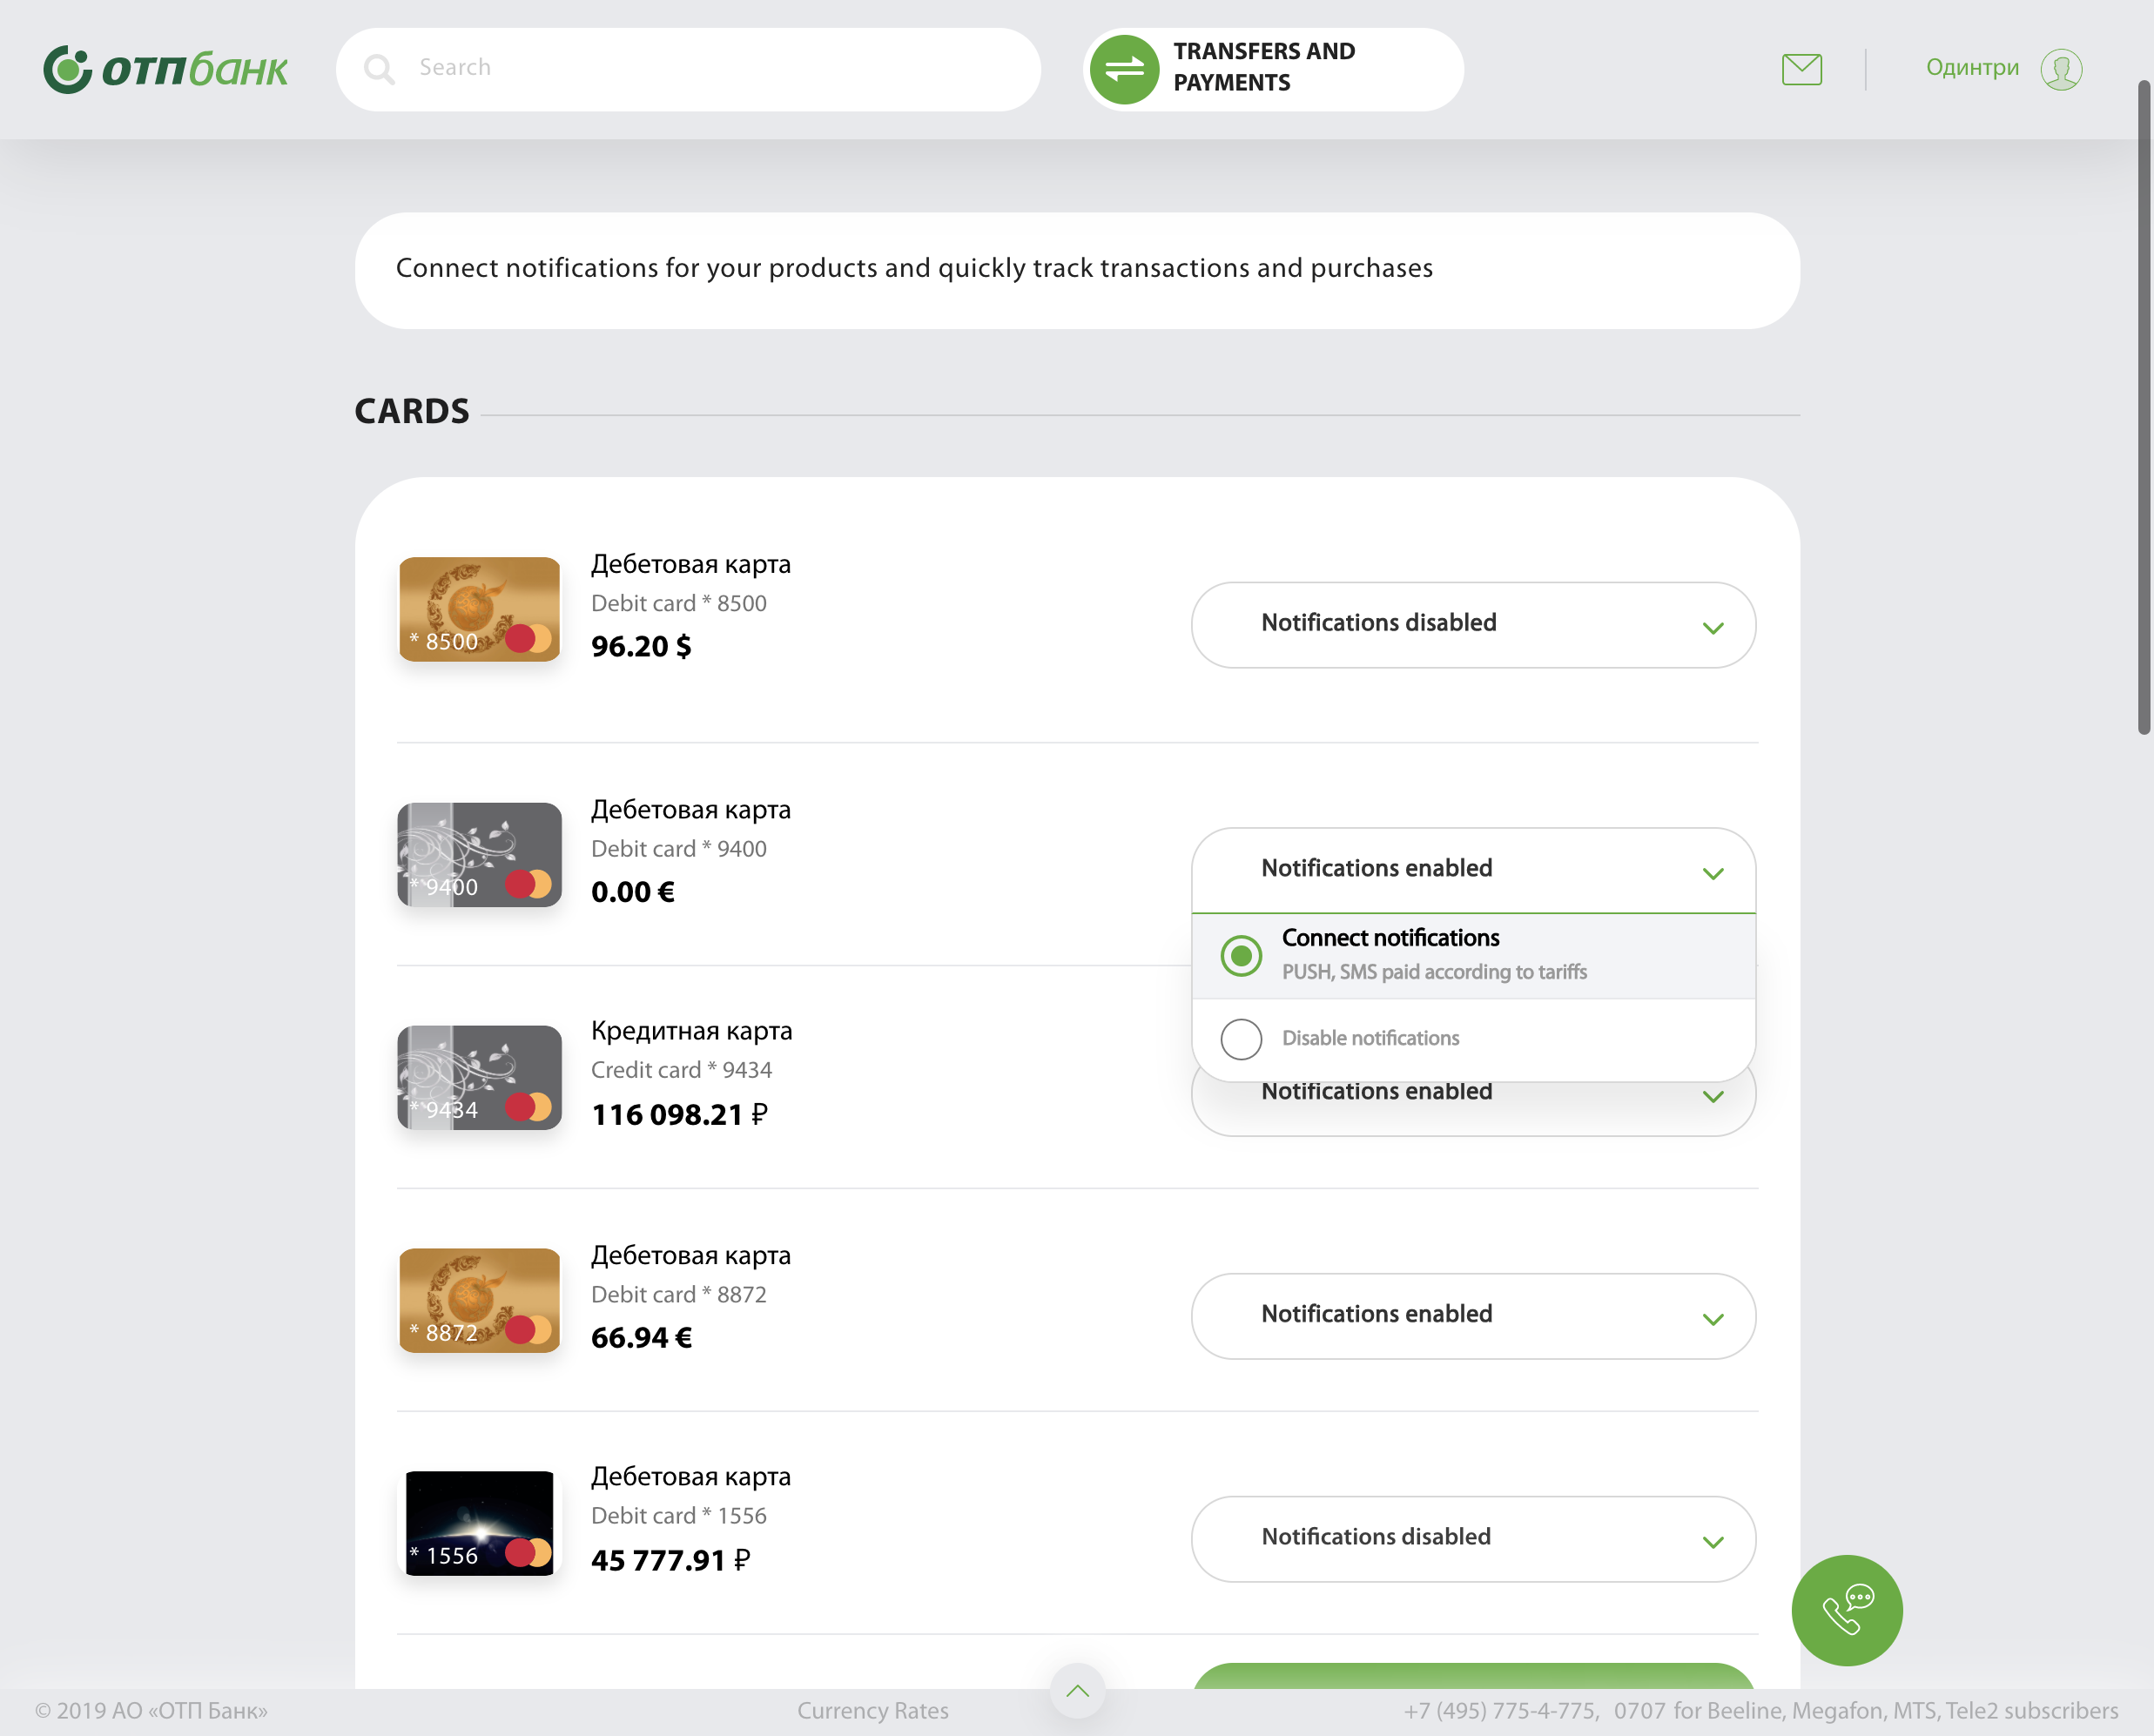 ОТПбанк
Search
TRANSFERS AND
PAYMENTS
Одинтри
Connect notifications for your products and quickly track transactions and purchases
CARDS
* 8500
Дебетовая карта
Debit card * 8500
96.20 $
Notifications disabled
* 9400
Дебетовая карта
Debit card * 9400
0.00 €
Notifications enabled
Connect notifications
PUSH, SMS paid according to tariffs
Disable notifications
* 9434
Кредитная карта
Credit card * 9434
116 098.21 ₽
Notifications enabled
* 8872
Дебетовая карта
Debit card * 8872
66.94 €
Notifications enabled
* 1556
Дебетовая карта
Debit card * 1556
45 777.91 ₽
Notifications disabled
© 2019 АО «ОТП Банк»
Currency Rates
+7 (495) 775-4-775, 0707 for Beeline, Megafon, MTS, Tele2 subscribers